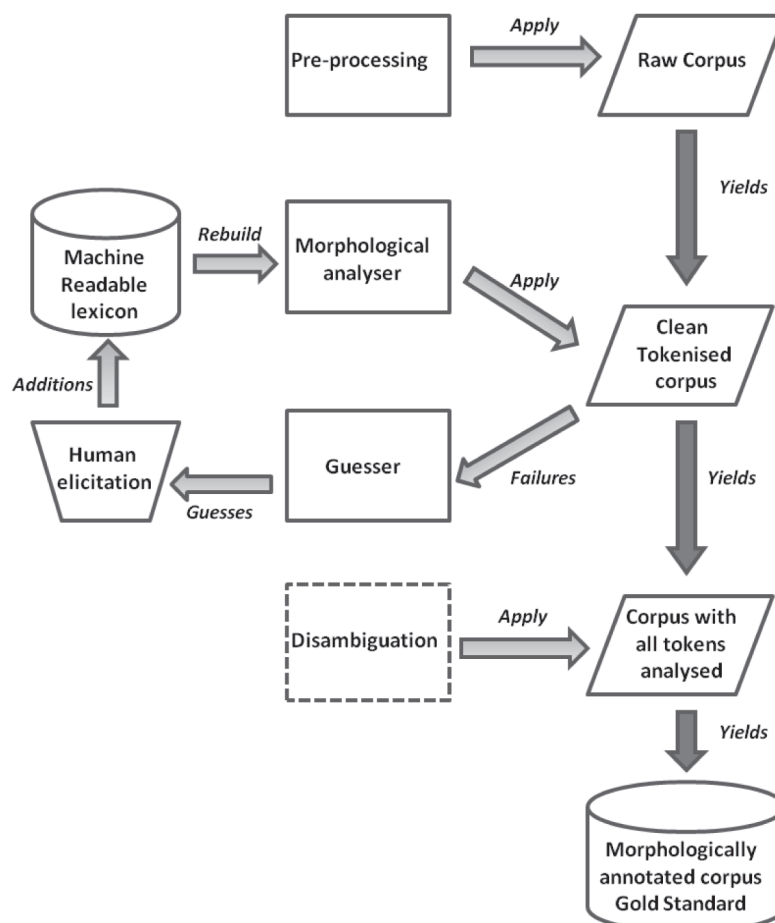 Apply
Pre-processing
Raw Corpus
Yields
Machine
Readable
lexicon
Rebuild
Morphological
analyser
Apply
Clean
Tokenised
corpus
Additions
Human
elicitation
Guesses
Guesser
Failures
Yields
Disambiguation
Apply
Corpus with
all tokens
analysed
Yields
Morphologically
annotated corpus
Gold Standard